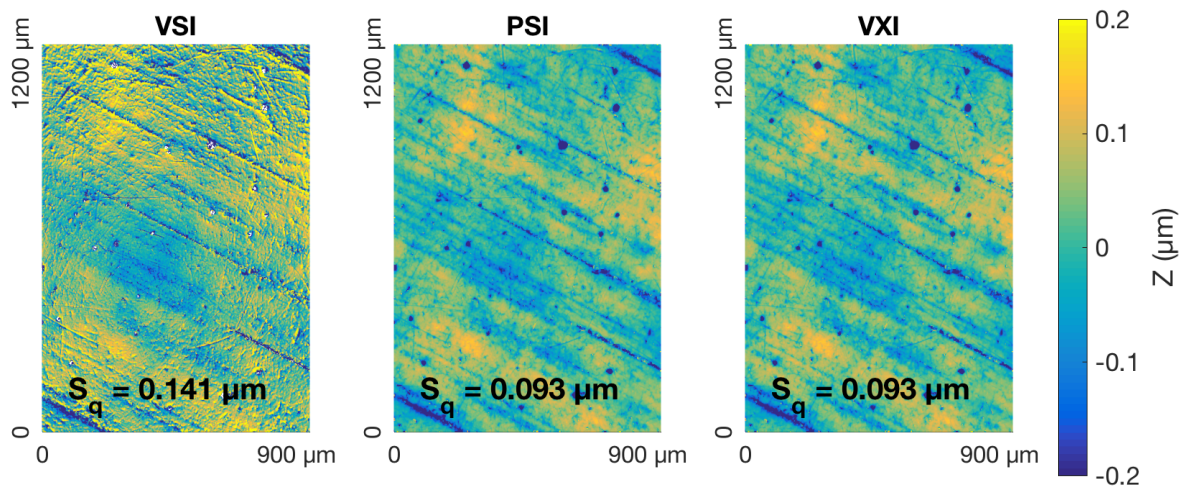 VSI
PSI
VXI
1200 µm
0
0
900 µm
S_q = 0.141 µm
1200 µm
0
0
900 µm
S_q = 0.093 µm
1200 µm
0
0
900 µm
S_q = 0.093 µm
0.2
0.1
0
-0.1
-0.2
Z (µm)